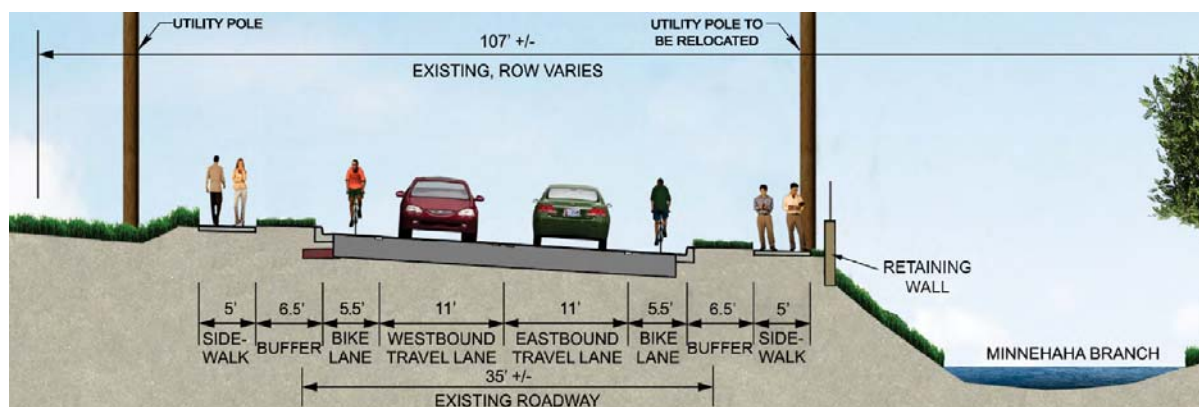 UTILITY POLE
UTILITY POLE TO
BE RELOCATED
107' +/-
EXISTING, ROW VARIES
RETAINING
WALL
5' 6.5' 5.5' 11' 11' 5.5' 6.5' 5'
SIDE-
WALK
BUFFER
BIKE
LANE
WESTBOUND
TRAVEL LANE
EASTBOUND
TRAVEL LANE
BIKE
LANE
BUFFER
SIDE-
WALK
MINNEHAHA BRANCH
35' +/-
EXISTING ROADWAY